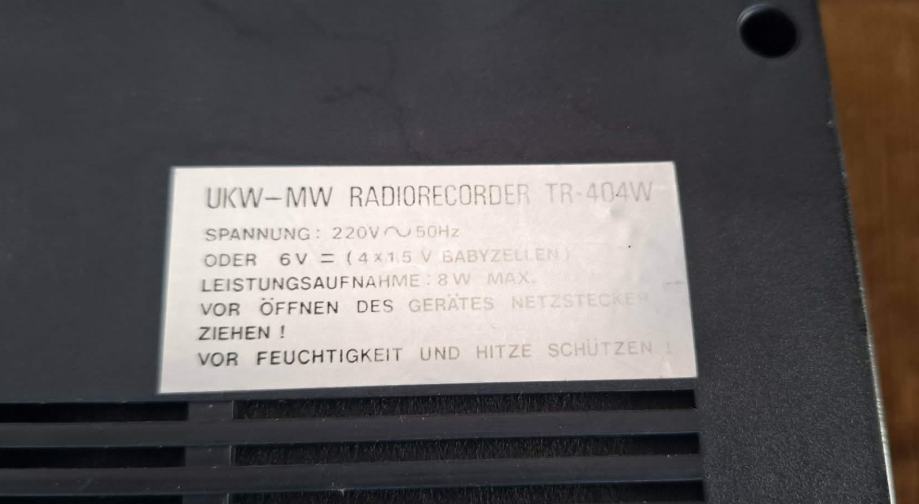 UKW-MW RADIORECORDER TR-404W
SPANNUNG: 220V ~ 50Hz
ODER 6V = (4x1.5 V BABYZELLEN)
LEISTUNGSAUFNAHME: 8W MAX.
VOR ÖFFNEN DES GERÄTES NETZSTECKER
ZIEHEN !
VOR FEUCHTIGKEIT UND HITZE SCHÜTZEN !